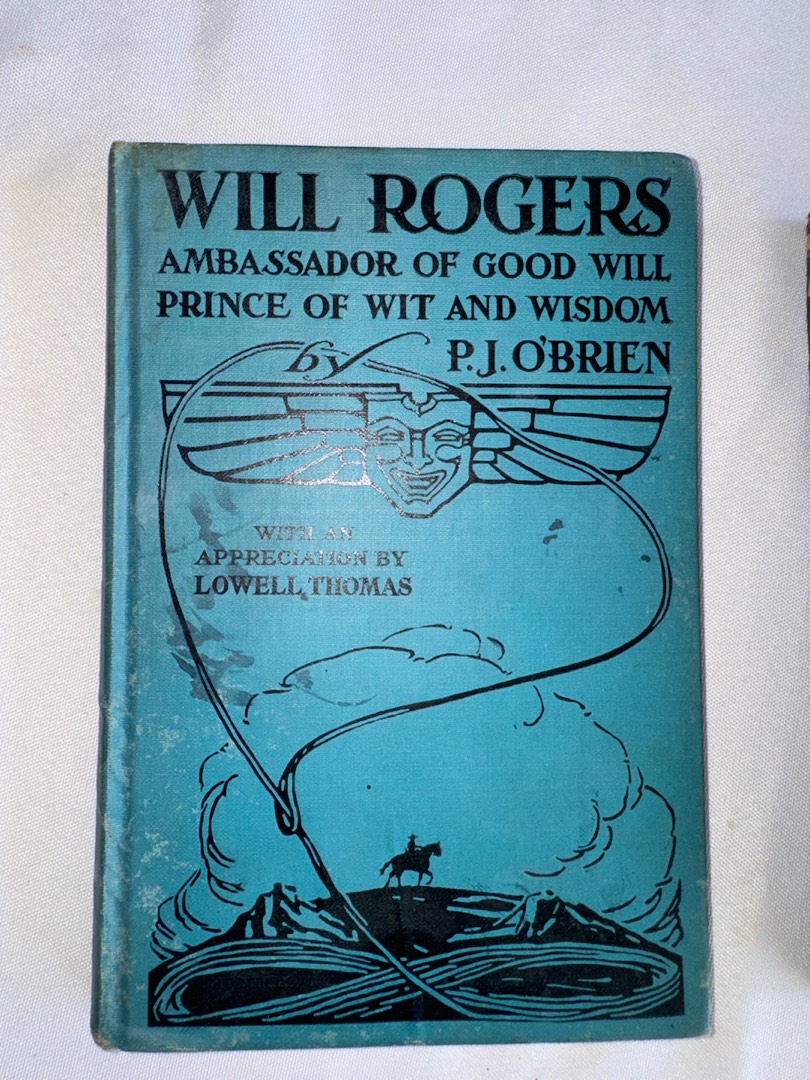 WILL ROGERS
AMBASSADOR OF GOOD WILL
PRINCE OF WIT AND WISDOM
by P.J. O'BRIEN
WITH AN
APPRECIATION BY
LOWELL THOMAS